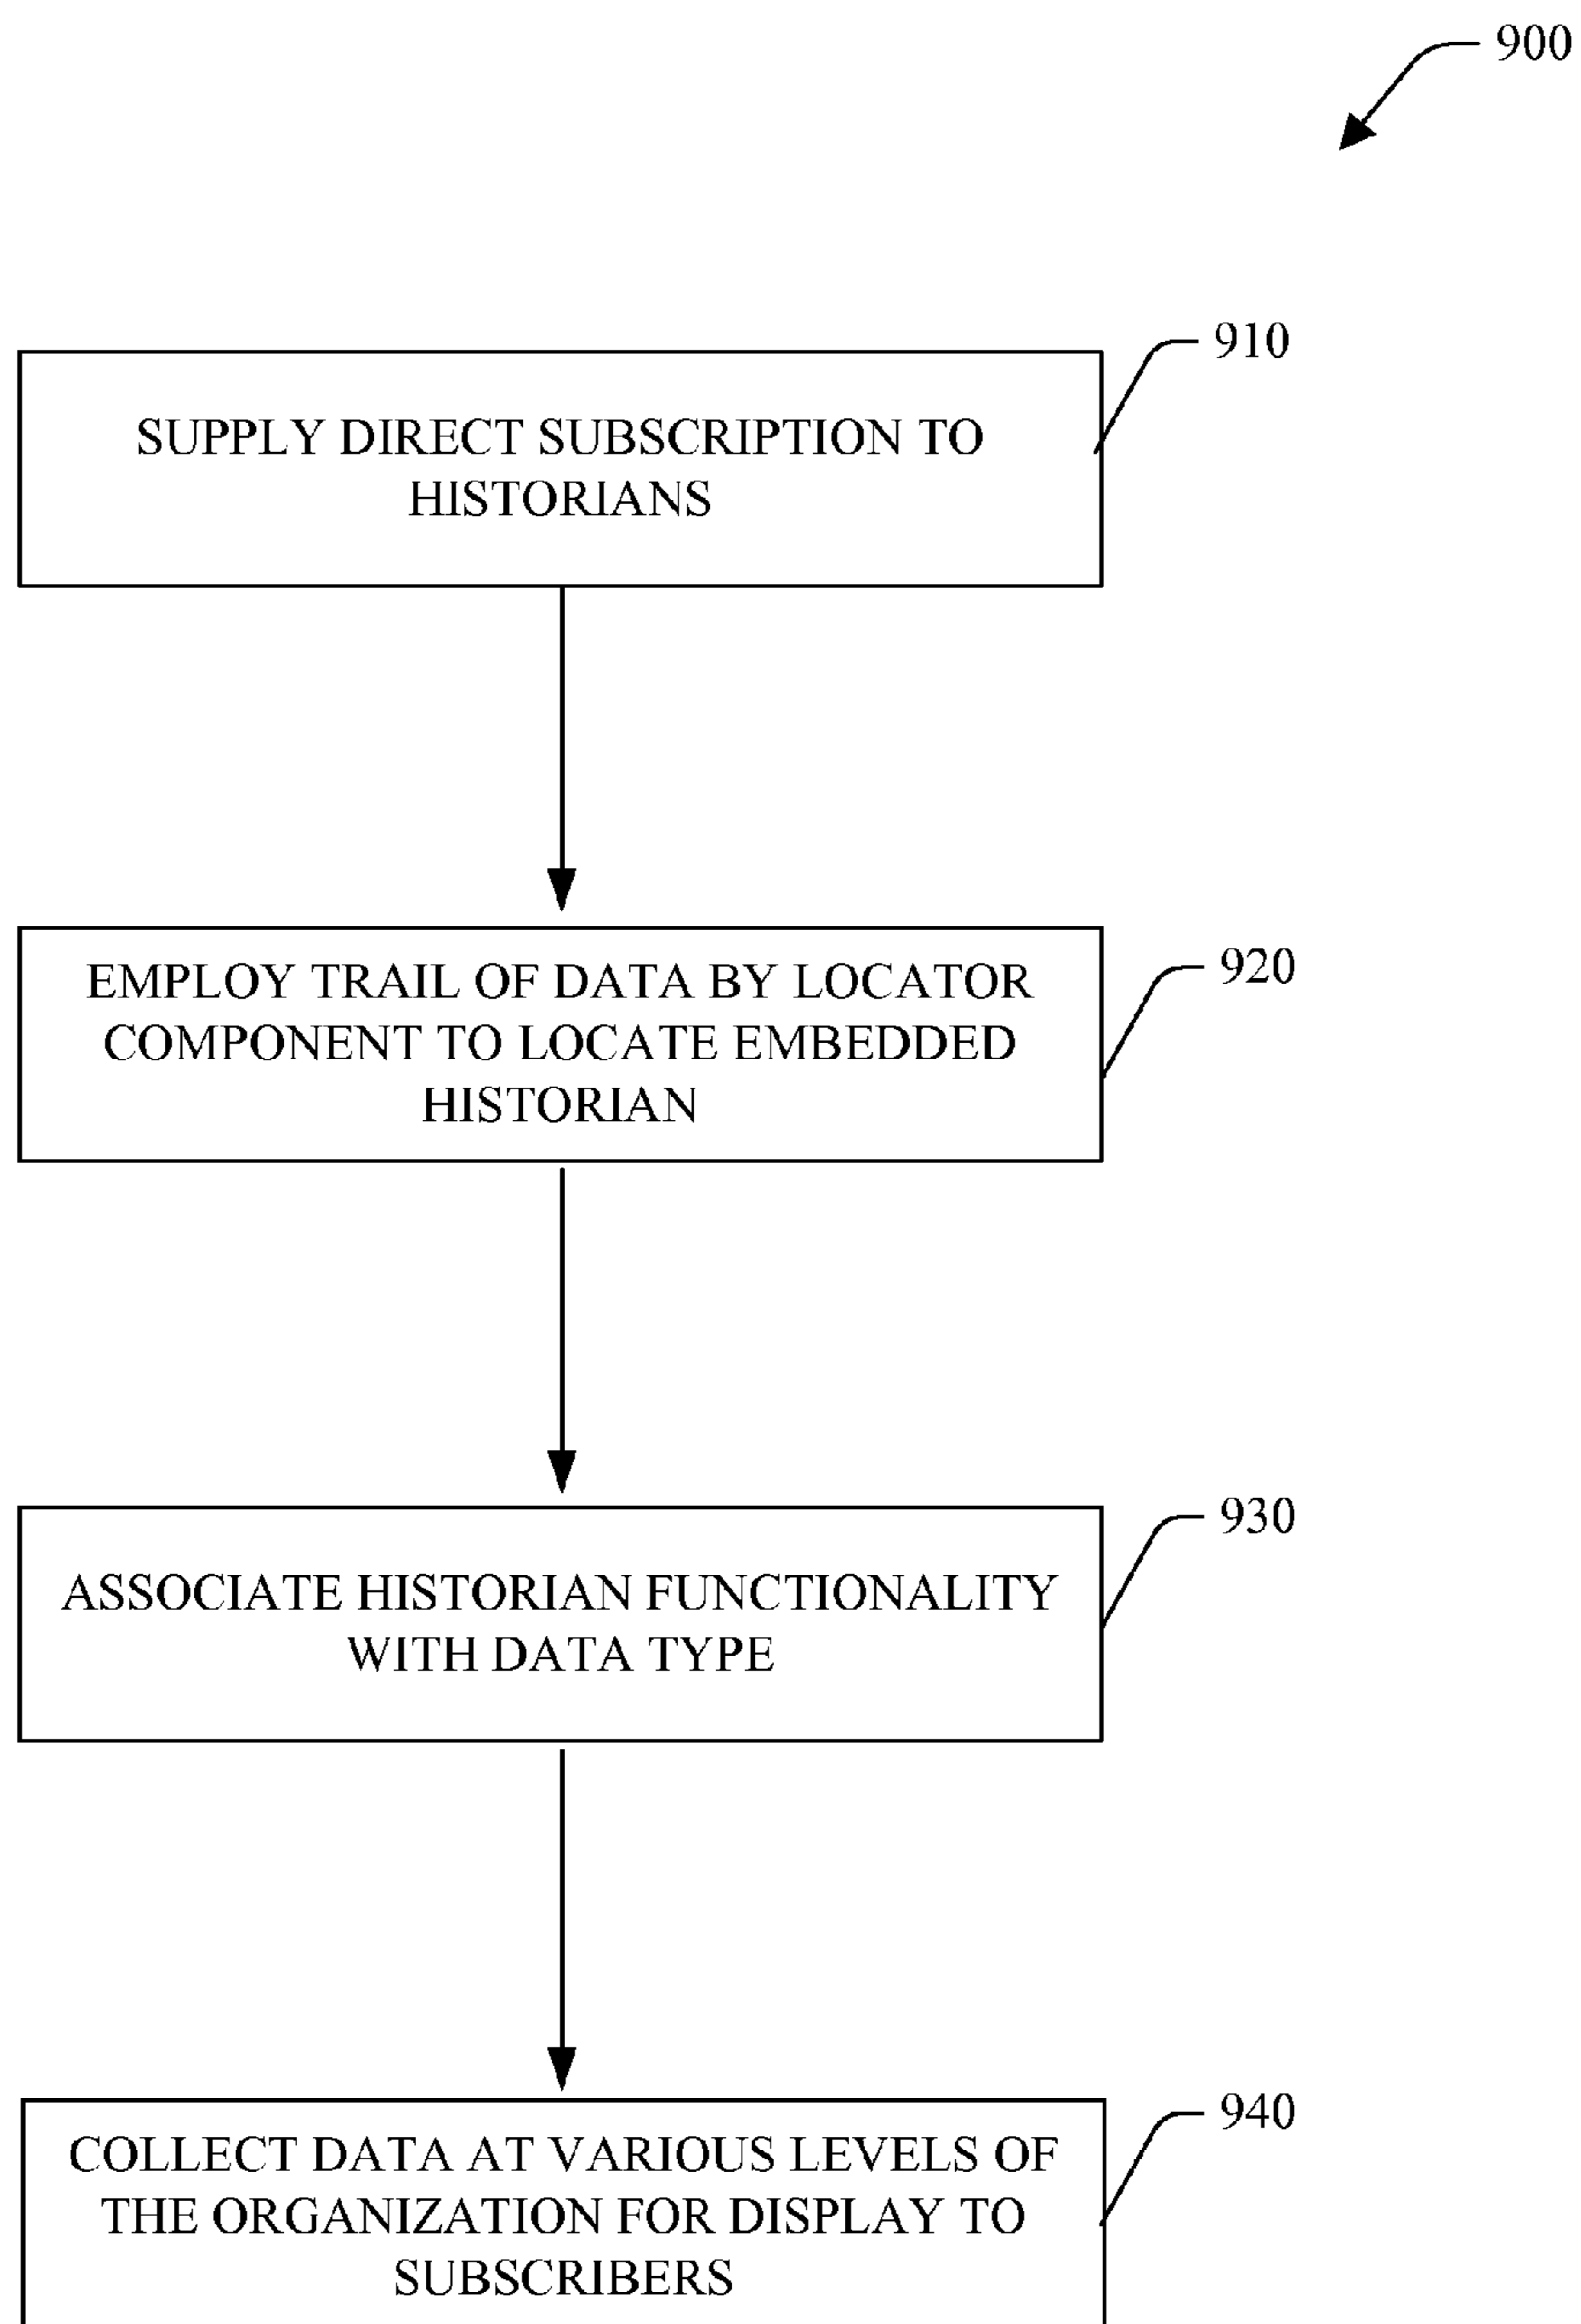 900
910
SUPPLY DIRECT SUBSCRIPTION TO
HISTORIANS
920
EMPLOY TRAIL OF DATA BY LOCATOR
COMPONENT TO LOCATE EMBEDDED
HISTORIAN
930
ASSOCIATE HISTORIAN FUNCTIONALITY
WITH DATA TYPE
940
COLLECT DATA AT VARIOUS LEVELS OF
THE ORGANIZATION FOR DISPLAY TO
SUBSCRIBERS